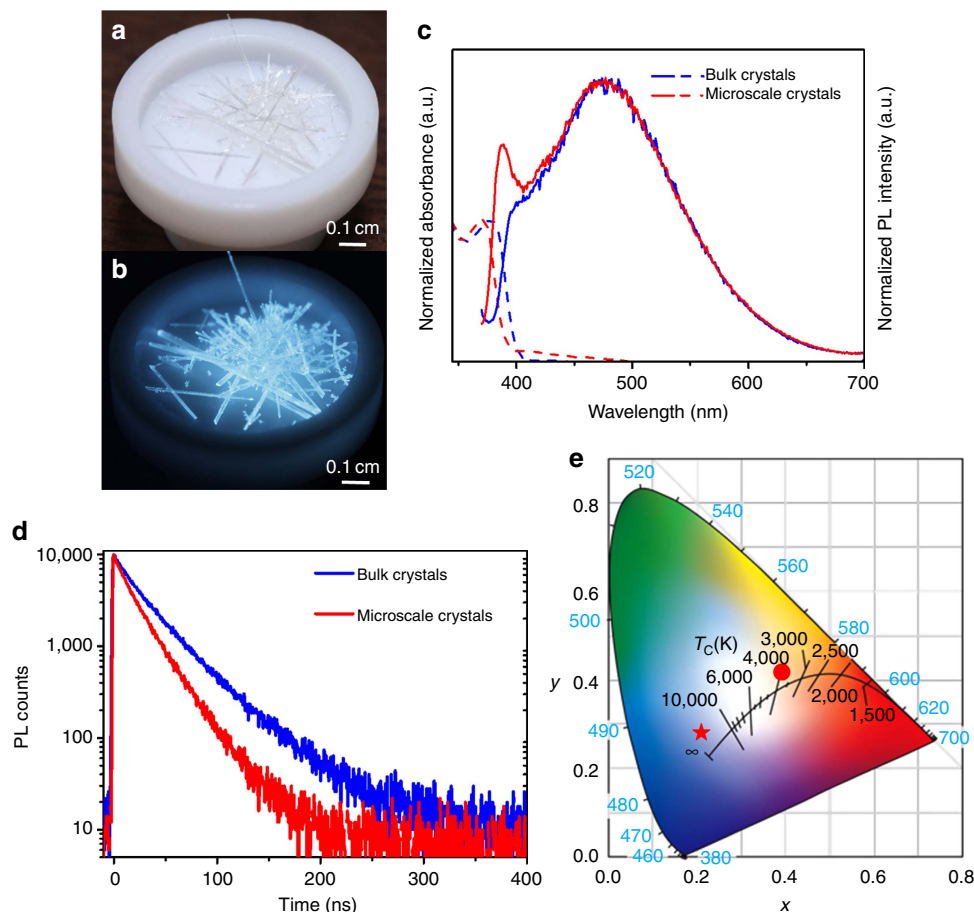 a
0.1 cm
b
0.1 cm
c
Normalized absorbance (a.u.)
Normalized PL intensity (a.u.)
Bulk crystals
Microscale crystals
400
500
600
700
Wavelength (nm)
d
10,000
1,000
100
10
PL counts
Bulk crystals
Microscale crystals
0
100
200
300
400
Time (ns)
e
0.8
0.6
0.4
0.2
0.0
y
520
540
560
580
600
620
700
500
490
480
470
460
380
T_C(K)
3,000
2,500
4,000
6,000
2,000
10,000
1,500
∞
0.0
0.2
0.4
0.6
0.8
x